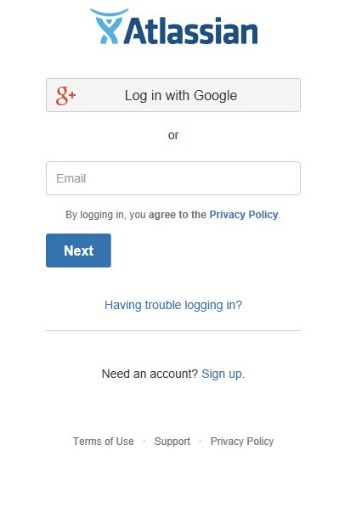 Atlassian
g+ Log in with Google
or
Email
By logging in, you agree to the Privacy Policy.
Next
Having trouble logging in?
Need an account? Sign up.
Terms of Use · Support · Privacy Policy